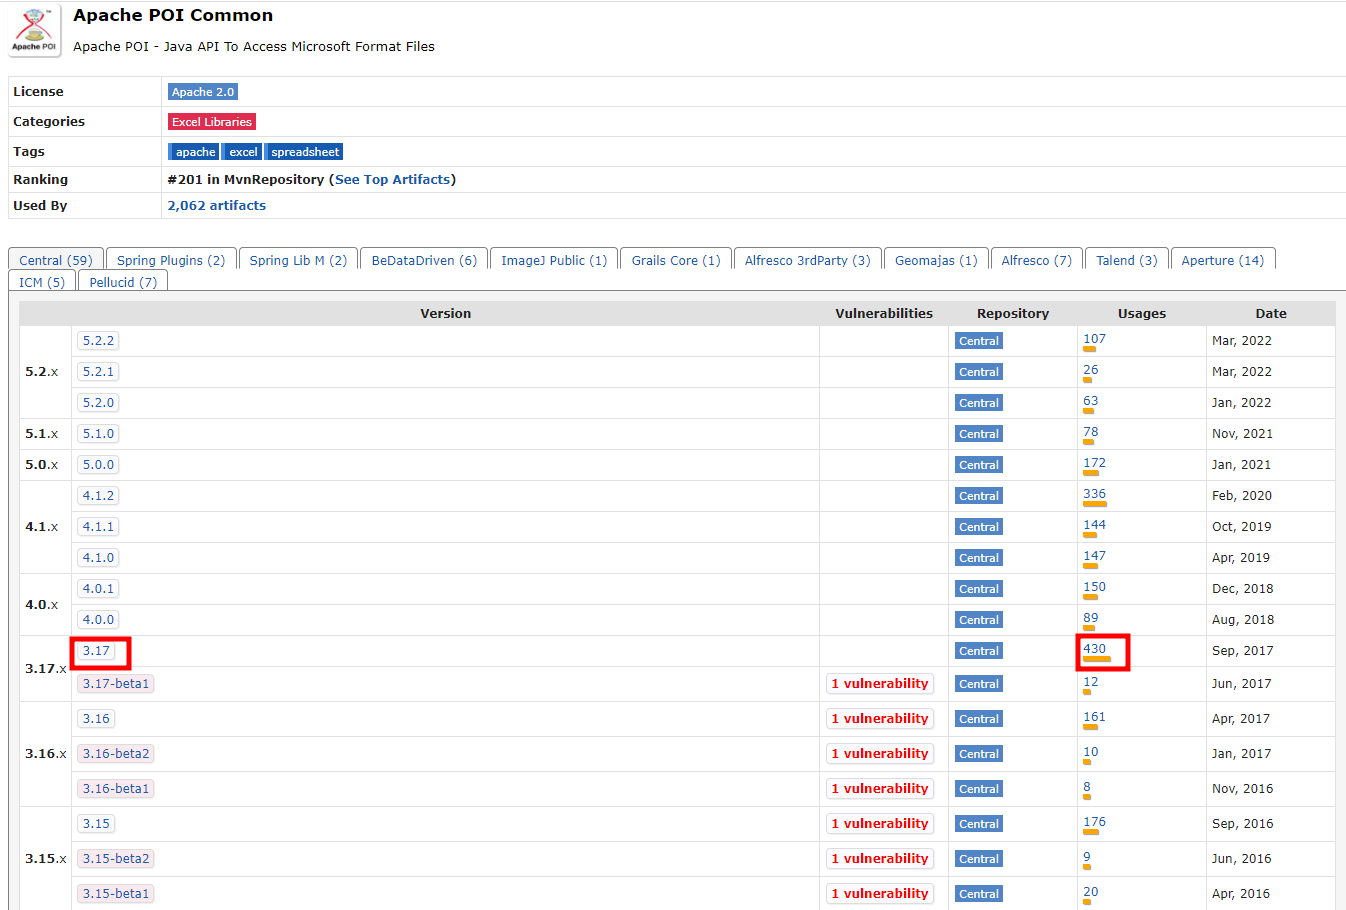 Apache POI Common
Apache POI
Apache POI - Java API To Access Microsoft Format Files
License Apache 2.0
Categories Excel Libraries
Tags apache excel spreadsheet
Ranking #201 in MvnRepository (See Top Artifacts)
Used By 2,062 artifacts
Central (59) Spring Plugins (2) Spring Lib M (2) BeDataDriven (6) ImageJ Public (1) Grails Core (1) Alfresco 3rdParty (3) Geomajas (1) Alfresco (7) Talend (3) Aperture (14)
ICM (5) Pellucid (7)
Version Vulnerabilities Repository Usages Date
5.2.x
5.2.2 Central 107 Mar, 2022
5.2.1 Central 26 Mar, 2022
5.2.0 Central 63 Jan, 2022
5.1.x 5.1.0 Central 78 Nov, 2021
5.0.x 5.0.0 Central 172 Jan, 2021
4.1.x
4.1.2 Central 336 Feb, 2020
4.1.1 Central 144 Oct, 2019
4.1.0 Central 147 Apr, 2019
4.0.x
4.0.1 Central 150 Dec, 2018
4.0.0 Central 89 Aug, 2018
3.17.x
3.17 Central 430 Sep, 2017
3.17-beta1 1 vulnerability Central 12 Jun, 2017
3.16.x
3.16 1 vulnerability Central 161 Apr, 2017
3.16-beta2 1 vulnerability Central 10 Jan, 2017
3.16-beta1 1 vulnerability Central 8 Nov, 2016
3.15.x
3.15 1 vulnerability Central 176 Sep, 2016
3.15-beta2 1 vulnerability Central 9 Jun, 2016
3.15-beta1 1 vulnerability Central 20 Apr, 2016